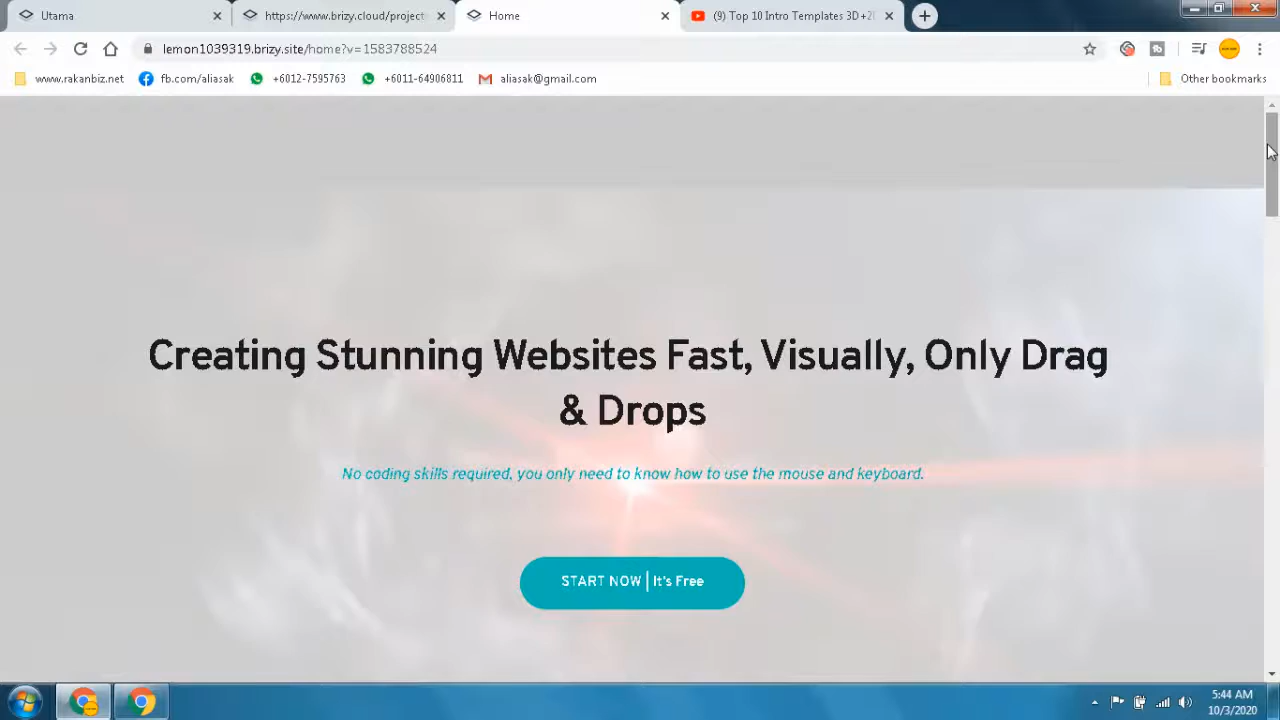 Utama
https://www.brizy.cloud/project
Home
(9) Top 10 Intro Templates 3D +2
lemon1039319.brizy.site/home?v=1583788524
www.rakanbiz.net
fb.com/aliasak
+6012-7595763
+6011-64906811
aliasak@gmail.com
Other bookmarks
Creating Stunning Websites Fast, Visually, Only Drag
& Drops
No coding skills required, you only need to know how to use the mouse and keyboard.
START NOW | It's Free
5:44 AM
10/3/2020